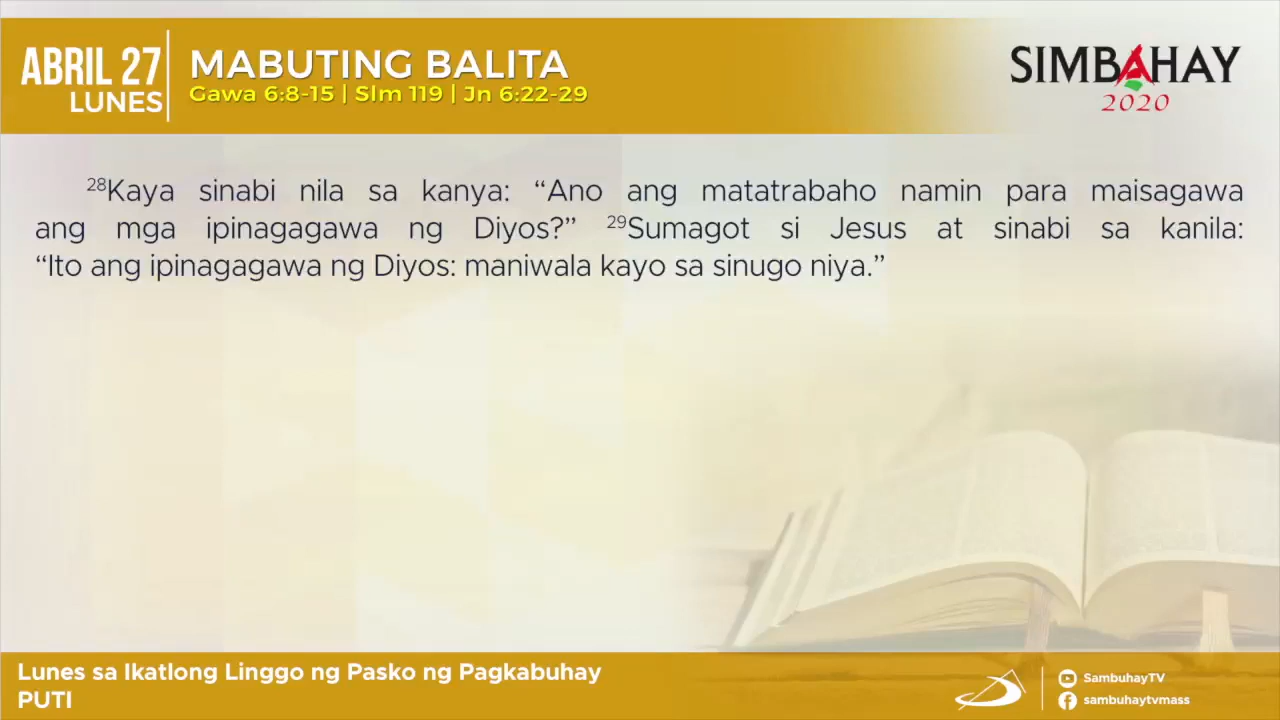 ABRIL 27
LUNES
MABUTING BALITA
Gawa 6:8-15 | Slm 119 | Jn 6:22-29
SIMBAHAY
2020
28Kaya sinabi nila sa kanya: “Ano ang matatrabaho namin para maisagawa
ang mga ipinagagawa ng Diyos?” 29Sumagot si Jesus at sinabi sa kanila:
“Ito ang ipinagagawa ng Diyos: maniwala kayo sa sinugo niya.”
Lunes sa Ikatlong Linggo ng Pasko ng Pagkabuhay
PUTI
SambuhayTV
sambuhaytvmass